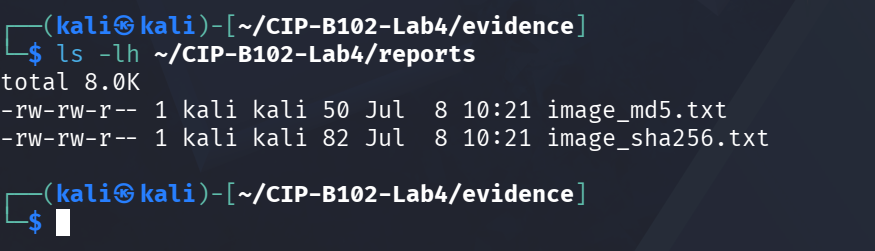 ┌──(kali㉿kali)-[~/CIP-B102-Lab4/evidence]
└─$ ls -lh ~/CIP-B102-Lab4/reports
total 8.0K
-rw-rw-r-- 1 kali kali 50 Jul  8 10:21 image_md5.txt
-rw-rw-r-- 1 kali kali 82 Jul  8 10:21 image_sha256.txt
┌──(kali㉿kali)-[~/CIP-B102-Lab4/evidence]
└─$